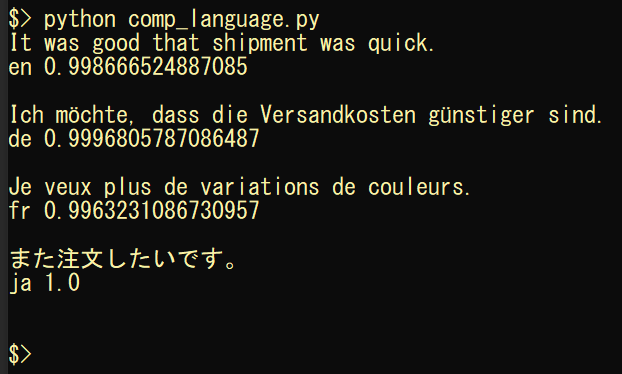 $> python comp_language.py
It was good that shipment was quick.
en 0.998666524887085
Ich möchte, dass die Versandkosten günstiger sind.
de 0.9996805787086487
Je veux plus de variations de couleurs.
fr 0.9963231086730957
また注文したいです。
ja 1.0
$>